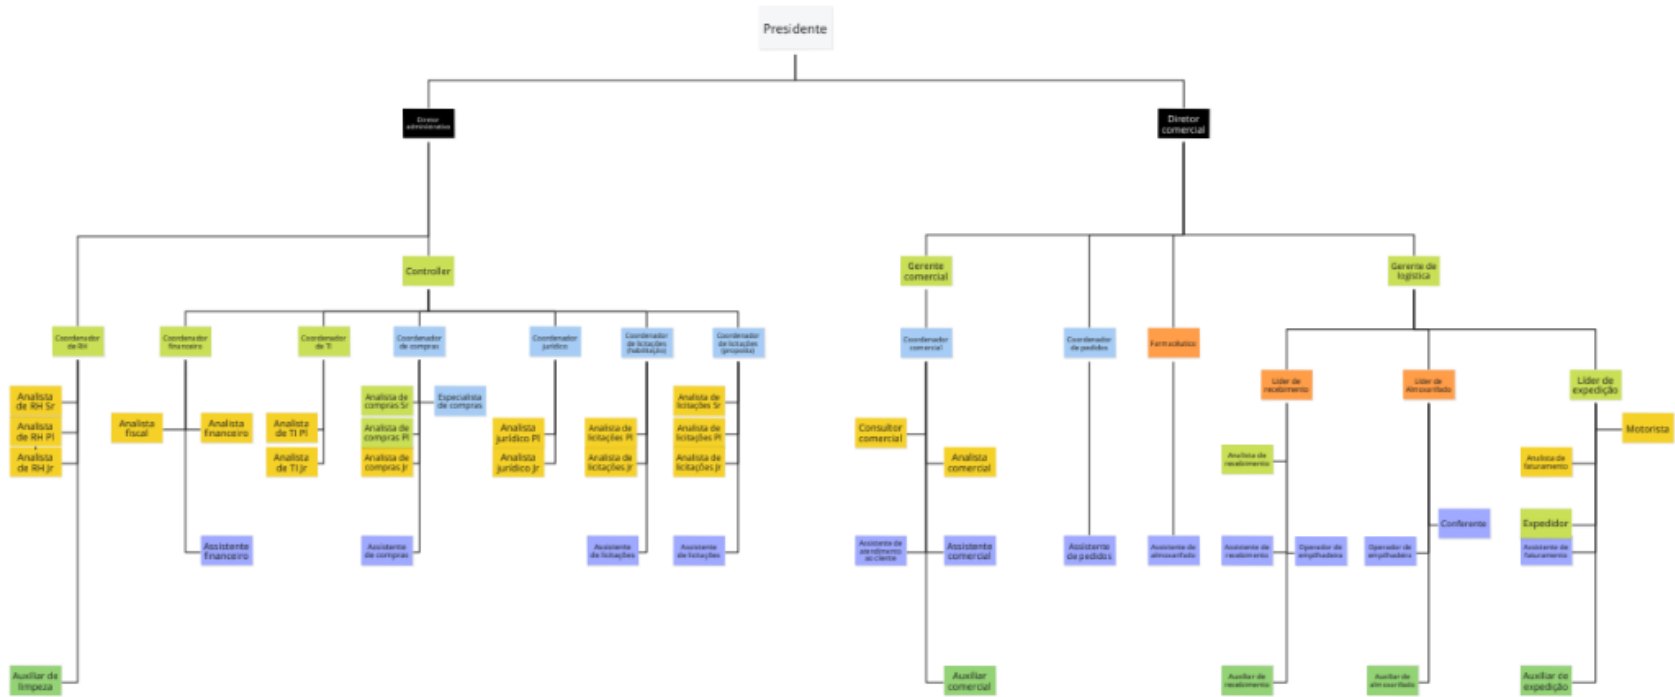 Presidente
Diretor
administrativo
Diretor
comercial
Controller
Gerente
comercial
Gerente de
logística
Coordenador
de RH
Coordenador
financeiro
Coordenador
de TI
Coordenador
de compras
Coordenador
jurídico
Coordenador
de licitações
(habilitação)
Coordenador
de licitações
(proposta)
Coordenador
comercial
Coordenador
de pedidos
Farmacêutico
Líder de
recebimento
Líder de
Almoxarifado
Líder de
expedição
Analista
de RH Sr
Analista
de RH Pl
Analista
de RH Jr
Analista
fiscal
Analista
financeiro
Analista
de TI Pl
Analista
de TI Jr
Analista de
compras Sr
Especialista
de compras
Analista de
compras Pl
Analista de
compras Jr
Analista
jurídico Pl
Analista
jurídico Jr
Analista de
licitações Pl
Analista de
licitações Jr
Analista de
licitações Sr
Analista de
licitações Pl
Analista de
licitações Jr
Consultor
comercial
Analista
comercial
Analista de
recebimento
Motorista
Analista de
faturamento
Conferente
Expedidor
Assistente
financeiro
Assistente
de compras
Assistente
de licitações
Assistente
de licitações
Assistente de
atendimento
ao cliente
Assistente
comercial
Assistente
de pedidos
Assistente de
almoxarifado
Assistente de
recebimento
Operador de
empilhadeira
Operador de
empilhadeira
Assistente de
faturamento
Auxiliar de
limpeza
Auxiliar
comercial
Auxiliar de
recebimento
Auxiliar de
almoxarifado
Auxiliar de
expedição